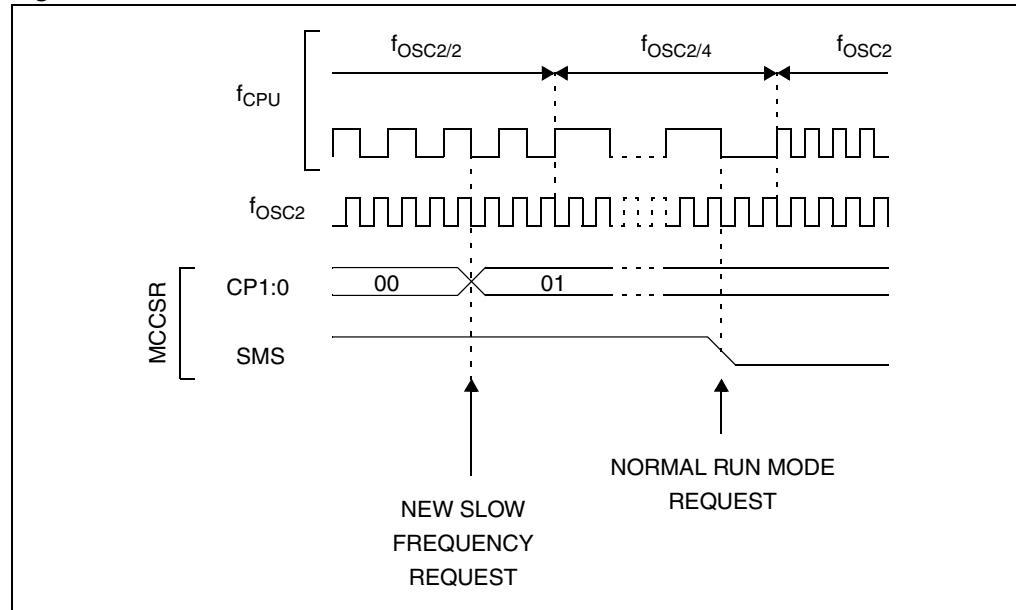 fOSC2/2
fOSC2/4
fOSC2
fCPU
fOSC2
MCCSR
CP1:0
00
01
SMS
NEW SLOW
FREQUENCY
REQUEST
NORMAL RUN MODE
REQUEST